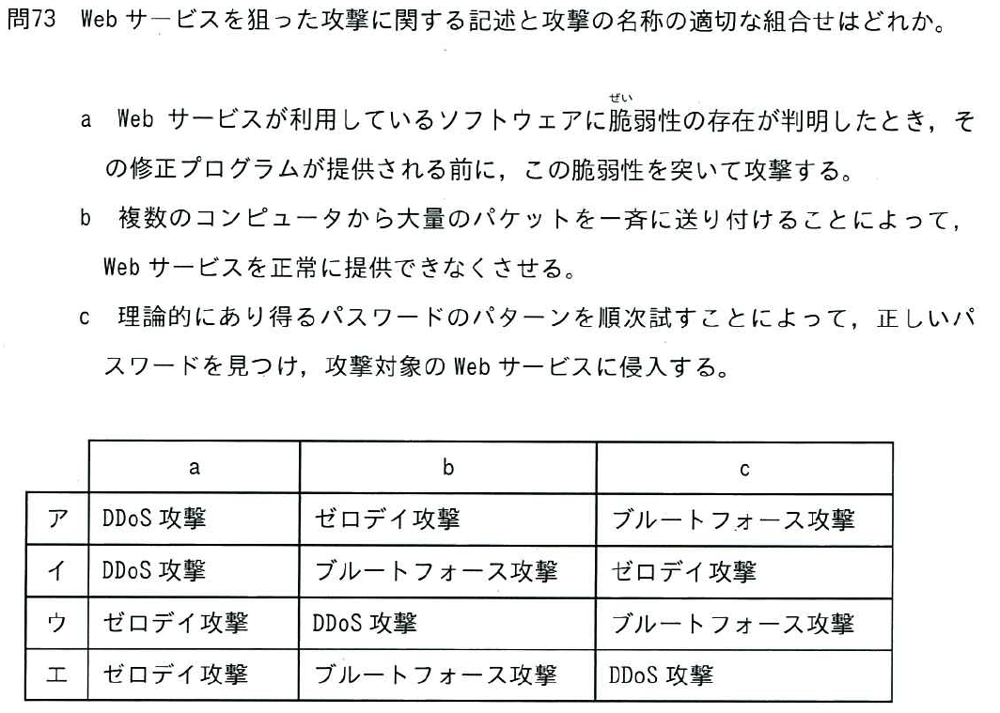 問73 Web サービスを狙った攻撃に関する記述と攻撃の名称の適切な組合せはどれか。
ぜい
a Web サービスが利用しているソフトウェアに脆弱性の存在が判明したとき，そ
の修正プログラムが提供される前に，この脆弱性を突いて攻撃する。
b 複数のコンピュータから大量のパケットを一斉に送り付けることによって，
Web サービスを正常に提供できなくさせる。
c 理論的にあり得るパスワードのパターンを順次試すことによって，正しいパ
スワードを見つけ，攻撃対象の Web サービスに侵入する。
a b c
ア DDoS 攻撃 ゼロデイ攻撃 ブルートフォース攻撃
イ DDoS 攻撃 ブルートフォース攻撃 ゼロデイ攻撃
ウ ゼロデイ攻撃 DDoS 攻撃 ブルートフォース攻撃
エ ゼロデイ攻撃 ブルートフォース攻撃 DDoS 攻撃